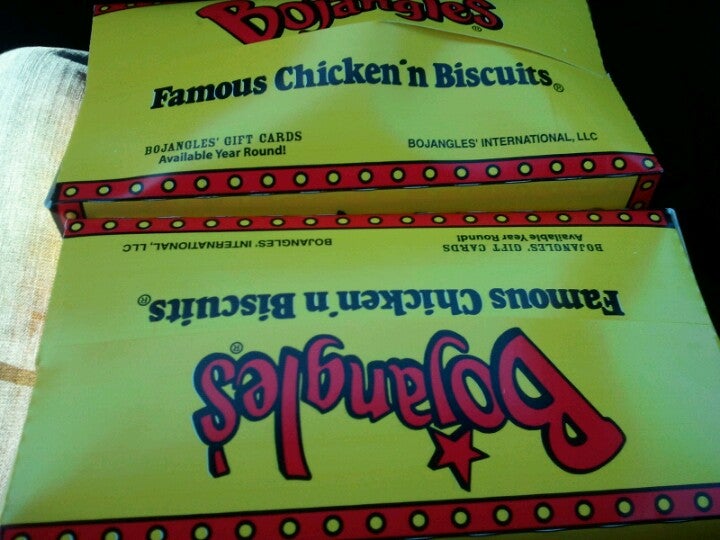 Bojangles'®
Famous Chicken 'n Biscuits®
BOJANGLES' GIFT CARDS
Available Year Round!
BOJANGLES' INTERNATIONAL, LLC
Bojangles'®
Famous Chicken 'n Biscuits®
BOJANGLES' GIFT CARDS
Available Year Round!
BOJANGLES' INTERNATIONAL, LLC